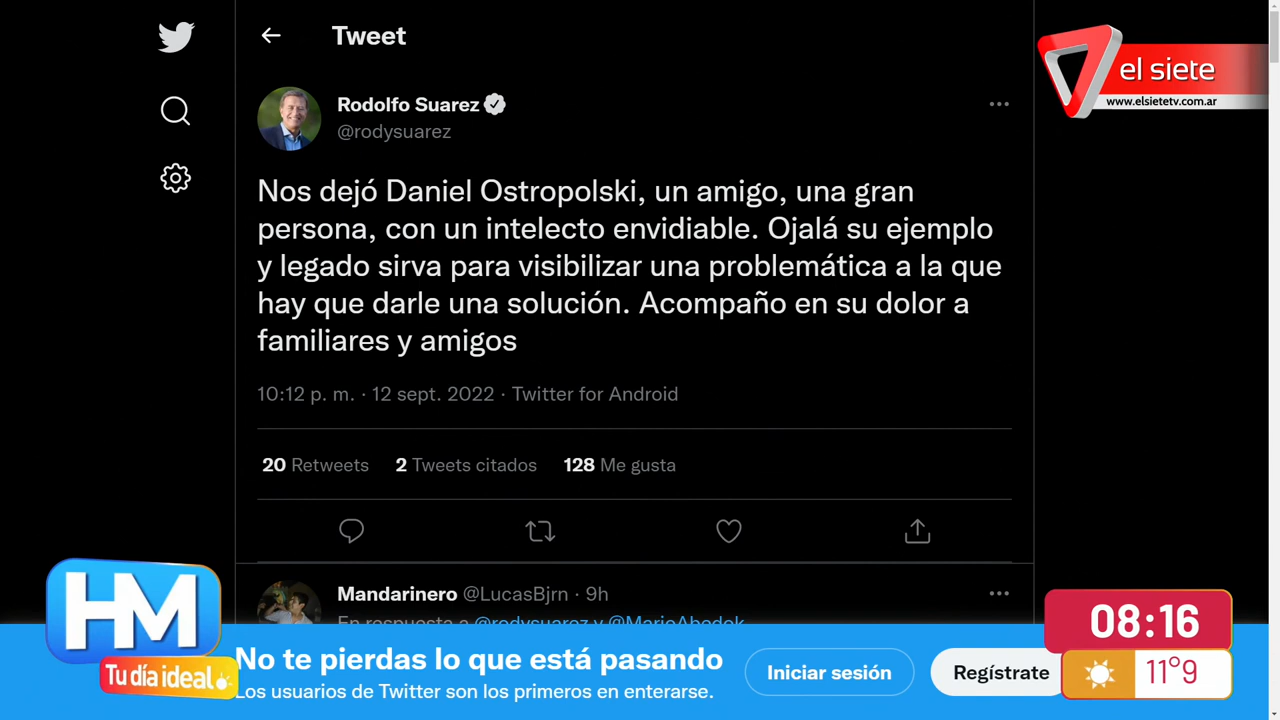 Tweet
el siete
www.elsietetv.com.ar
Rodolfo Suarez
@rodysuarez
Nos dejó Daniel Ostropolski, un amigo, una gran
persona, con un intelecto envidiable. Ojalá su ejemplo
y legado sirva para visibilizar una problemática a la que
hay que darle una solución. Acompaño en su dolor a
familiares y amigos
10:12 p. m. · 12 sept. 2022 · Twitter for Android
20 Retweets 2 Tweets citados 128 Me gusta
Mandarinero @LucasBjrn · 9h
En respuesta a @rodysuarez y @MarioAbedok
HM
Tu día ideal
No te pierdas lo que está pasando
Los usuarios de Twitter son los primeros en enterarse.
Iniciar sesión
Regístrate
08:16
11°9